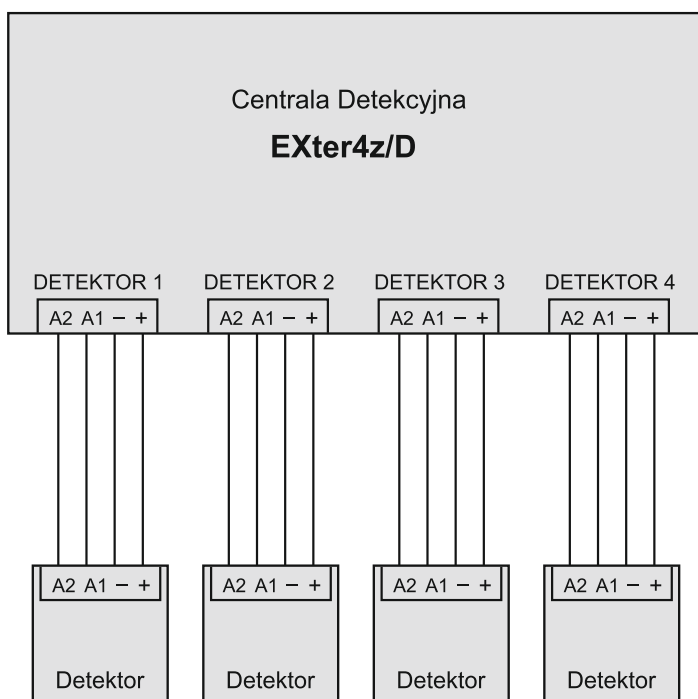 Centrala Detekcyjna
EXter4z/D
DETEKTOR 1 DETEKTOR 2 DETEKTOR 3 DETEKTOR 4
A2 A1 – + A2 A1 – + A2 A1 – + A2 A1 – +
A2 A1 – + A2 A1 – + A2 A1 – + A2 A1 – +
Detektor Detektor Detektor Detektor